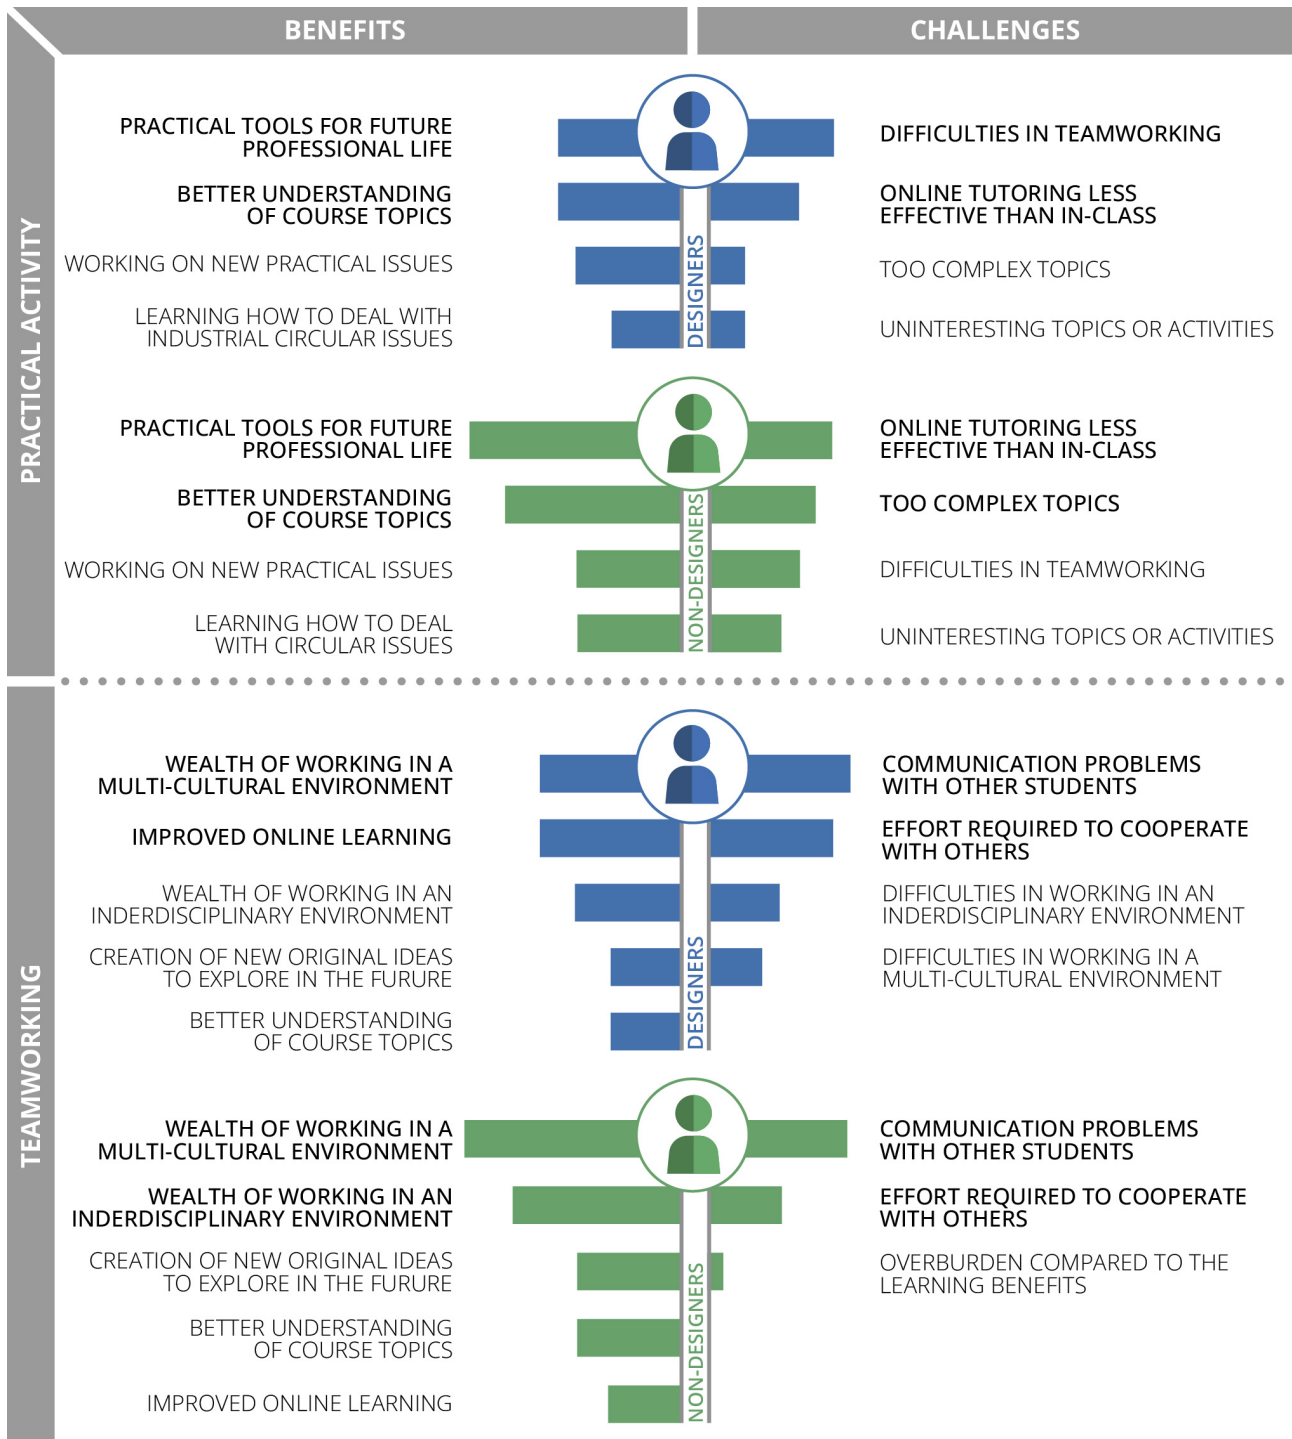 BENEFITS
CHALLENGES
PRACTICAL ACTIVITY
PRACTICAL TOOLS FOR FUTURE
PROFESSIONAL LIFE
DIFFICULTIES IN TEAMWORKING
BETTER UNDERSTANDING
OF COURSE TOPICS
ONLINE TUTORING LESS
EFFECTIVE THAN IN-CLASS
WORKING ON NEW PRACTICAL ISSUES
TOO COMPLEX TOPICS
LEARNING HOW TO DEAL WITH
INDUSTRIAL CIRCULAR ISSUES
UNINTERESTING TOPICS OR ACTIVITIES
DESIGNERS
PRACTICAL TOOLS FOR FUTURE
PROFESSIONAL LIFE
ONLINE TUTORING LESS
EFFECTIVE THAN IN-CLASS
BETTER UNDERSTANDING
OF COURSE TOPICS
TOO COMPLEX TOPICS
WORKING ON NEW PRACTICAL ISSUES
DIFFICULTIES IN TEAMWORKING
LEARNING HOW TO DEAL
WITH CIRCULAR ISSUES
UNINTERESTING TOPICS OR ACTIVITIES
NON-DESIGNERS
TEAMWORKING
WEALTH OF WORKING IN A
MULTI-CULTURAL ENVIRONMENT
COMMUNICATION PROBLEMS
WITH OTHER STUDENTS
IMPROVED ONLINE LEARNING
EFFORT REQUIRED TO COOPERATE
WITH OTHERS
WEALTH OF WORKING IN AN
INDERDISCIPLINARY ENVIRONMENT
DIFFICULTIES IN WORKING IN AN
INDERDISCIPLINARY ENVIRONMENT
CREATION OF NEW ORIGINAL IDEAS
TO EXPLORE IN THE FURURE
DIFFICULTIES IN WORKING IN A
MULTI-CULTURAL ENVIRONMENT
BETTER UNDERSTANDING
OF COURSE TOPICS
DESIGNERS
WEALTH OF WORKING IN A
MULTI-CULTURAL ENVIRONMENT
COMMUNICATION PROBLEMS
WITH OTHER STUDENTS
WEALTH OF WORKING IN AN
INDERDISCIPLINARY ENVIRONMENT
EFFORT REQUIRED TO COOPERATE
WITH OTHERS
CREATION OF NEW ORIGINAL IDEAS
TO EXPLORE IN THE FURURE
OVERBURDEN COMPARED TO THE
LEARNING BENEFITS
BETTER UNDERSTANDING
OF COURSE TOPICS
IMPROVED ONLINE LEARNING
NON-DESIGNERS